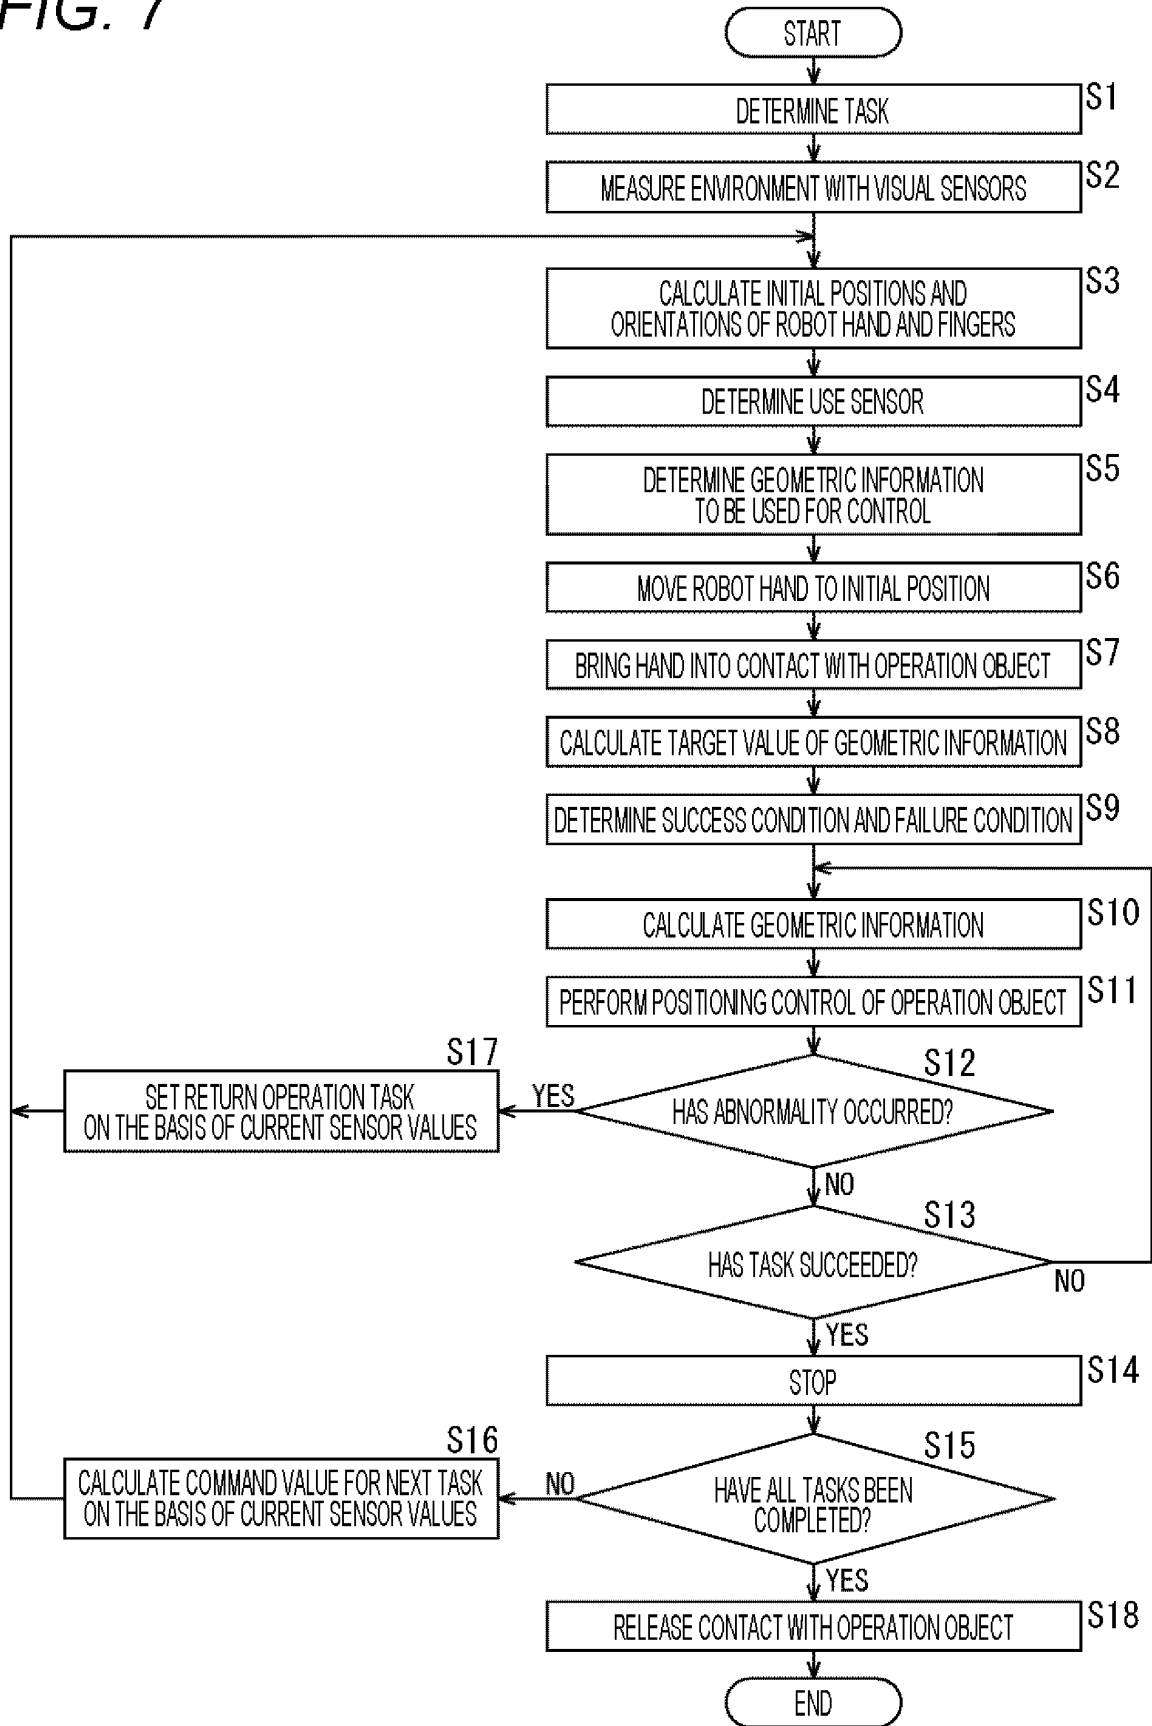 FIG. 7
START
S1
DETERMINE TASK
S2
MEASURE ENVIRONMENT WITH VISUAL SENSORS
S3
CALCULATE INITIAL POSITIONS AND
ORIENTATIONS OF ROBOT HAND AND FINGERS
S4
DETERMINE USE SENSOR
S5
DETERMINE GEOMETRIC INFORMATION
TO BE USED FOR CONTROL
S6
MOVE ROBOT HAND TO INITIAL POSITION
S7
BRING HAND INTO CONTACT WITH OPERATION OBJECT
S8
CALCULATE TARGET VALUE OF GEOMETRIC INFORMATION
S9
DETERMINE SUCCESS CONDITION AND FAILURE CONDITION
S10
CALCULATE GEOMETRIC INFORMATION
S11
PERFORM POSITIONING CONTROL OF OPERATION OBJECT
S12
HAS ABNORMALITY OCCURRED?
YES
S17
SET RETURN OPERATION TASK
ON THE BASIS OF CURRENT SENSOR VALUES
NO
S13
HAS TASK SUCCEEDED?
NO
YES
S14
STOP
S15
HAVE ALL TASKS BEEN
COMPLETED?
NO
S16
CALCULATE COMMAND VALUE FOR NEXT TASK
ON THE BASIS OF CURRENT SENSOR VALUES
YES
S18
RELEASE CONTACT WITH OPERATION OBJECT
END